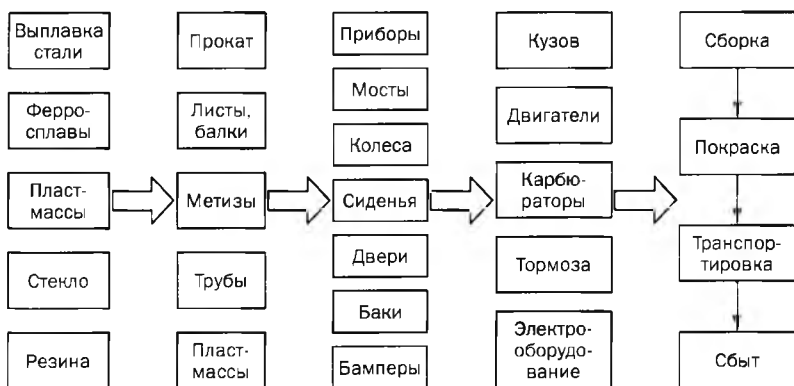 Выплавка
стали
Ферро-
сплавы
Пласт-
массы
Стекло
Резина
Прокат
Листы,
балки
Метизы
Трубы
Пласт-
массы
Приборы
Мосты
Колеса
Сиденья
Двери
Баки
Бамперы
Кузов
Двигатели
Карбю-
раторы
Тормоза
Электро-
оборудо-
вание
Сборка
Покраска
Транспор-
тировка
Сбыт